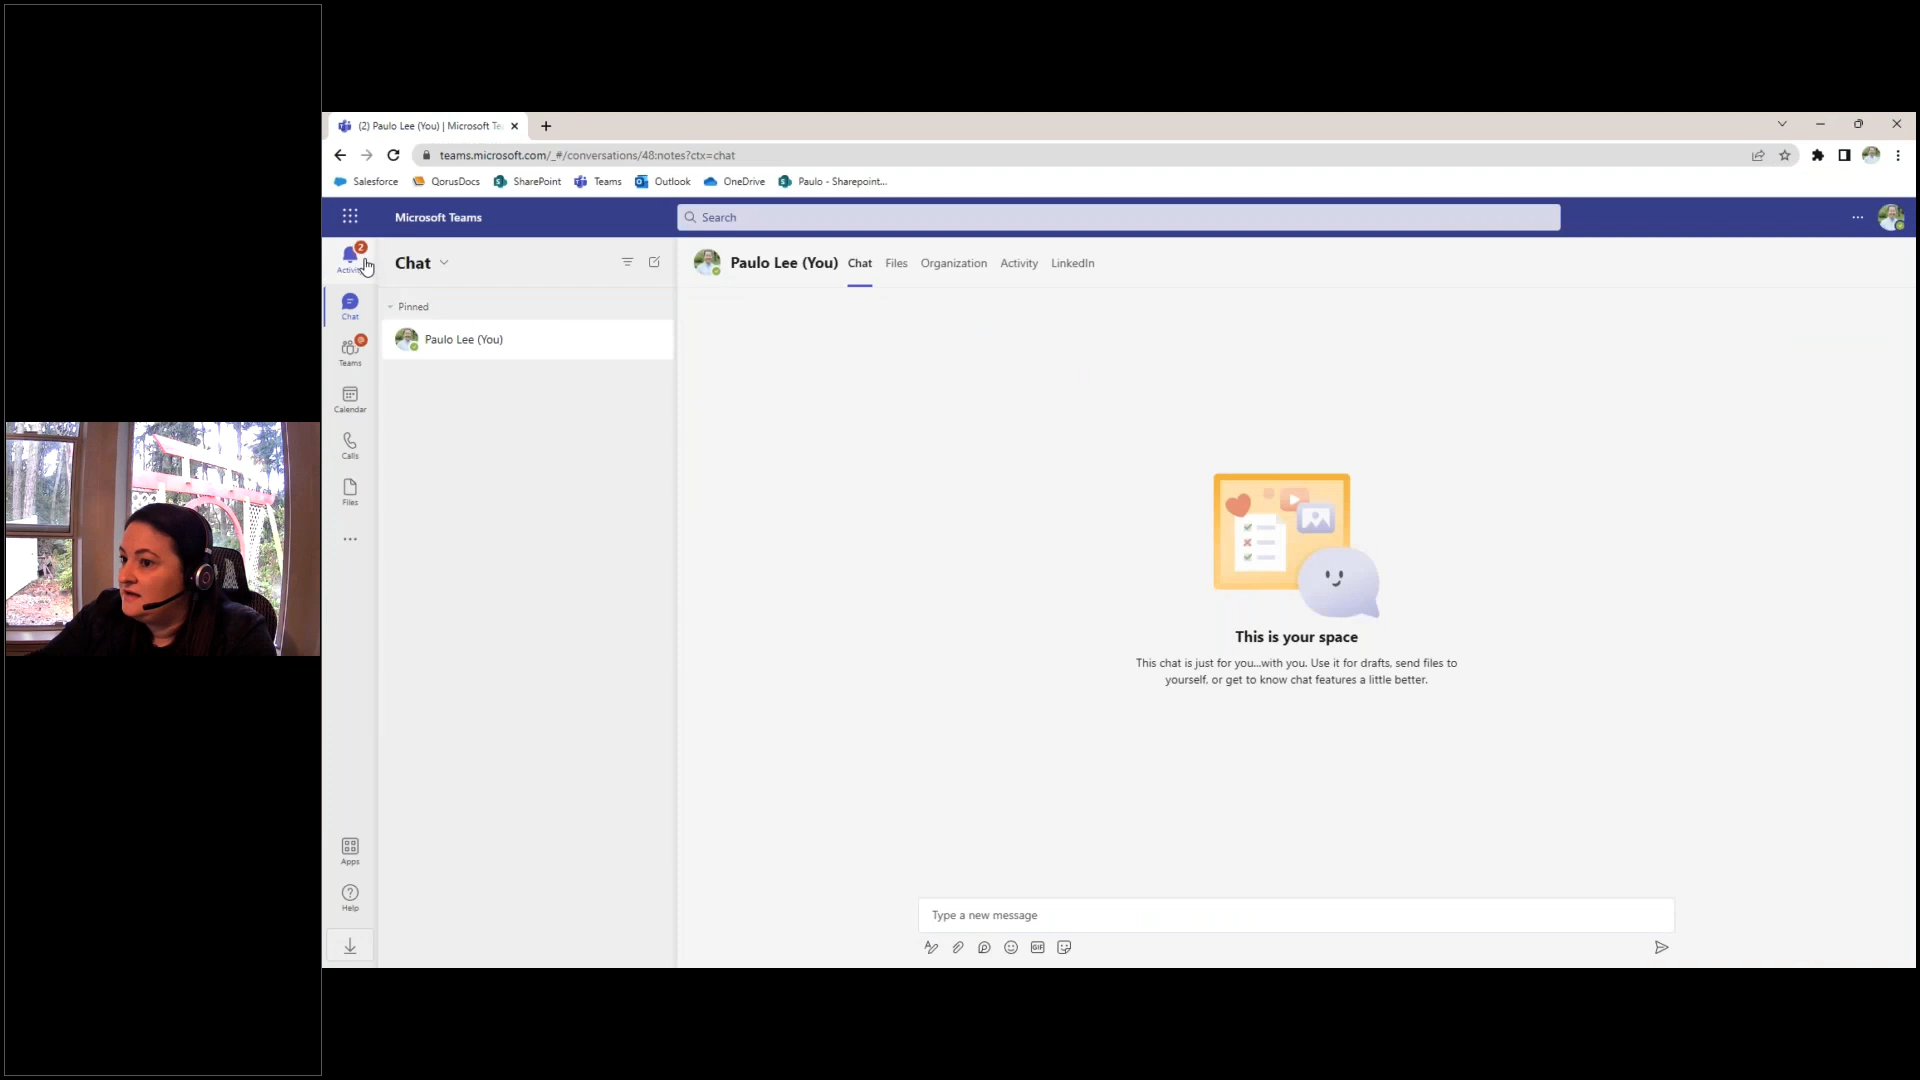 (2) Paulo Lee (You) | Microsoft Te
teams.microsoft.com/_#/conversations/48:notes?ctx=chat
Salesforce QorusDocs SharePoint Teams Outlook OneDrive Paulo - Sharepoint...
Microsoft Teams
Search
2
Activity
Chat
Teams
Calendar
Calls
Files
Apps
Help
Chat
Pinned
Paulo Lee (You)
Paulo Lee (You) Chat Files Organization Activity LinkedIn
This is your space
This chat is just for you...with you. Use it for drafts, send files to
yourself, or get to know chat features a little better.
Type a new message
GIF